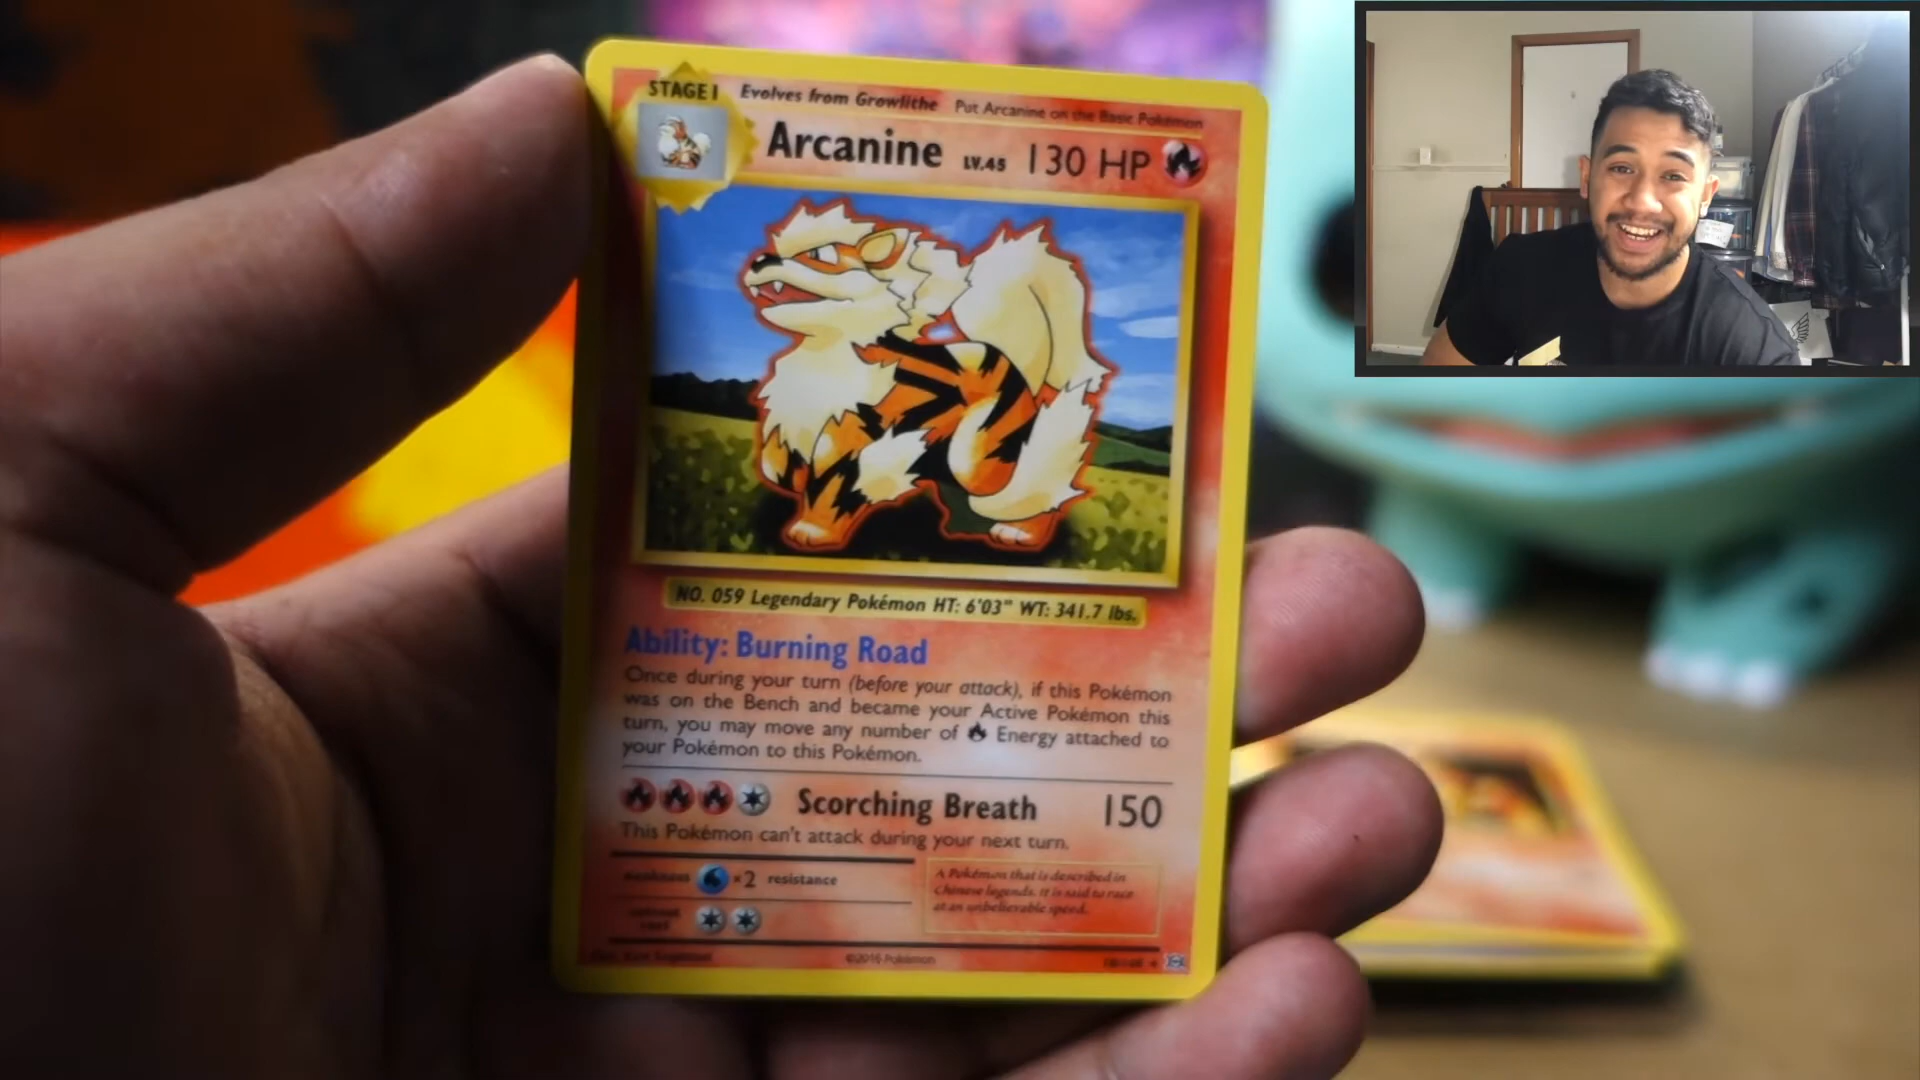 STAGE 1 Evolves from Growlithe Put Arcanine on the Basic Pokémon
Arcanine LV.45 130 HP
NO. 059 Legendary Pokémon HT: 6'03" WT: 341.7 lbs.
Ability: Burning Road
Once during your turn (before your attack), if this Pokémon
was on the Bench and became your Active Pokémon this
turn, you may move any number of Energy attached to
your Pokémon to this Pokémon.
Scorching Breath 150
This Pokémon can't attack during your next turn.
weakness ×2 resistance
A Pokémon that is described in
Chinese legends. It is said to race
at an unbelievable speed.
©2016 Pokémon